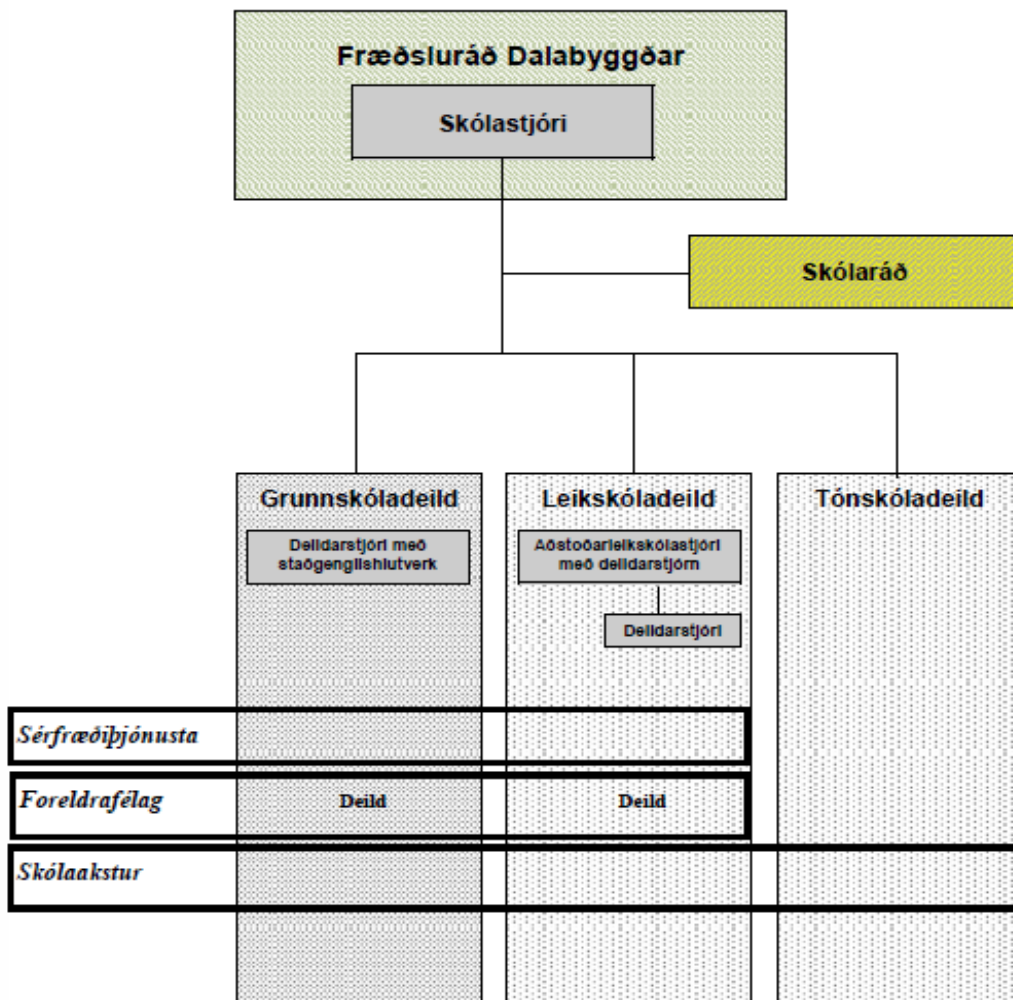 Fræðsluráð Dalabyggðar
Skólastjóri
Skólaráð
Grunnskóladeild
Leikskóladeild
Tónskóladeild
Deildarstjóri með
staðgengilshlutverk
Aðstoðarleikskólastjóri
með deildarstjórn
Deildarstjóri
Sérfræðiþjónusta
Foreldrafélag
Deild
Deild
Skólaakstur